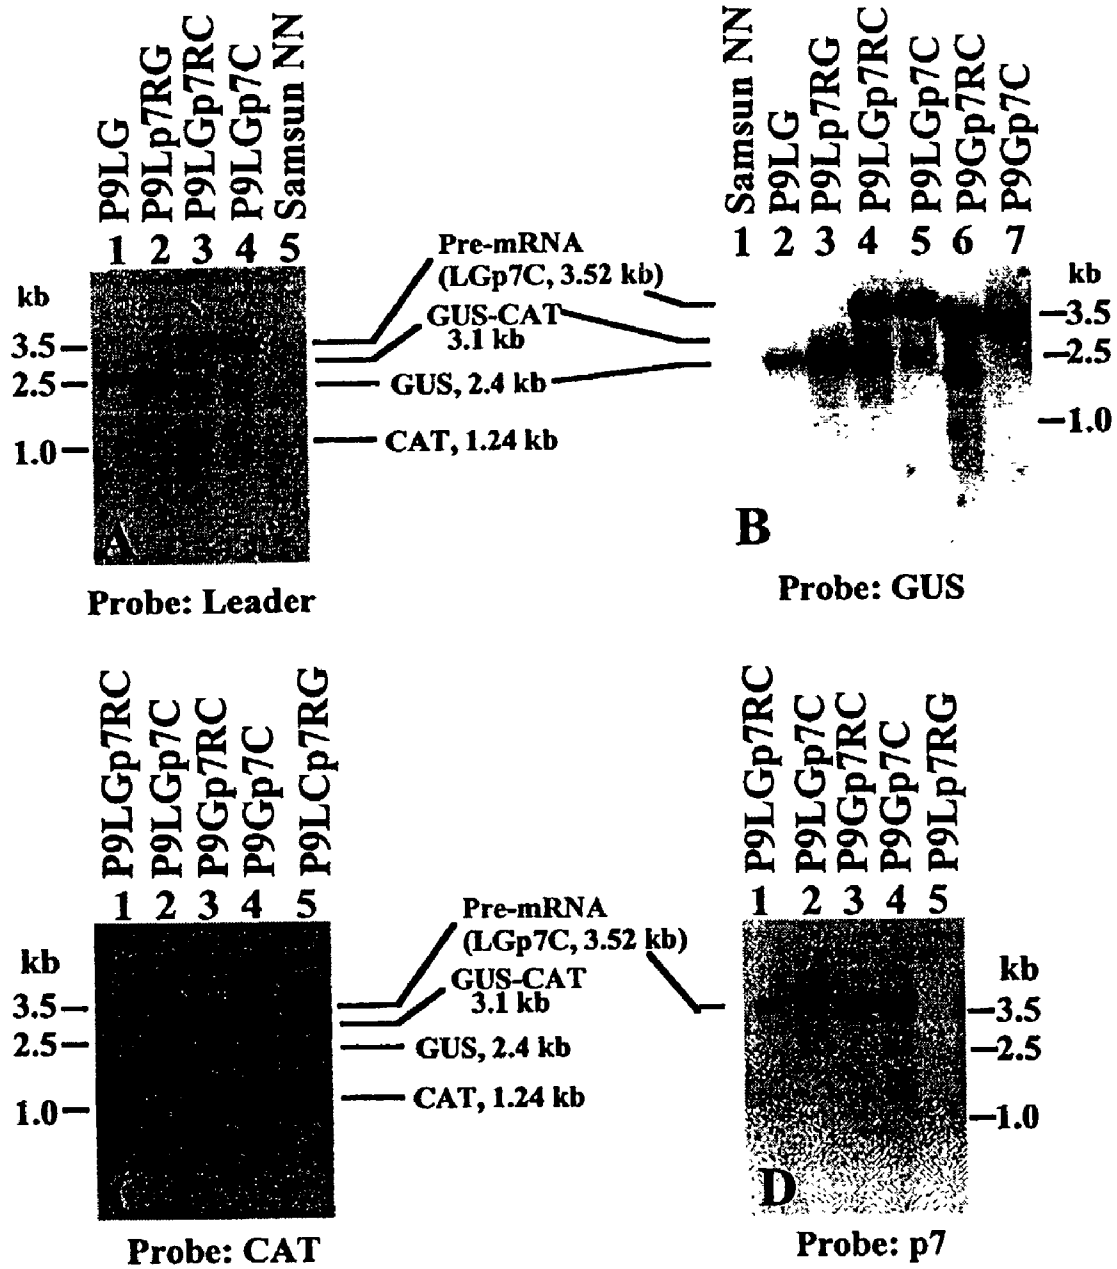 P9LG
P9Lp7RG
P9LGp7RC
P9LGp7C
Samsun NN
1 2 3 4 5
kb
3.5
2.5
1.0
A
Probe: Leader
Pre-mRNA
(LGp7C, 3.52 kb)
GUS-CAT
3.1 kb
GUS, 2.4 kb
CAT, 1.24 kb
Samsun NN
P9LG
P9Lp7RG
P9LGp7RC
P9LGp7C
P9Gp7RC
P9Gp7C
1 2 3 4 5 6 7
kb
3.5
2.5
1.0
B
Probe: GUS
P9LGp7RC
P9LGp7C
P9Gp7RC
P9Gp7C
P9LCp7RG
1 2 3 4 5
kb
3.5
2.5
1.0
Probe: CAT
Pre-mRNA
(LGp7C, 3.52 kb)
GUS-CAT
3.1 kb
GUS, 2.4 kb
CAT, 1.24 kb
P9LGp7RC
P9LGp7C
P9Gp7RC
P9Gp7C
P9Lp7RG
1 2 3 4 5
kb
3.5
2.5
1.0
D
Probe: p7